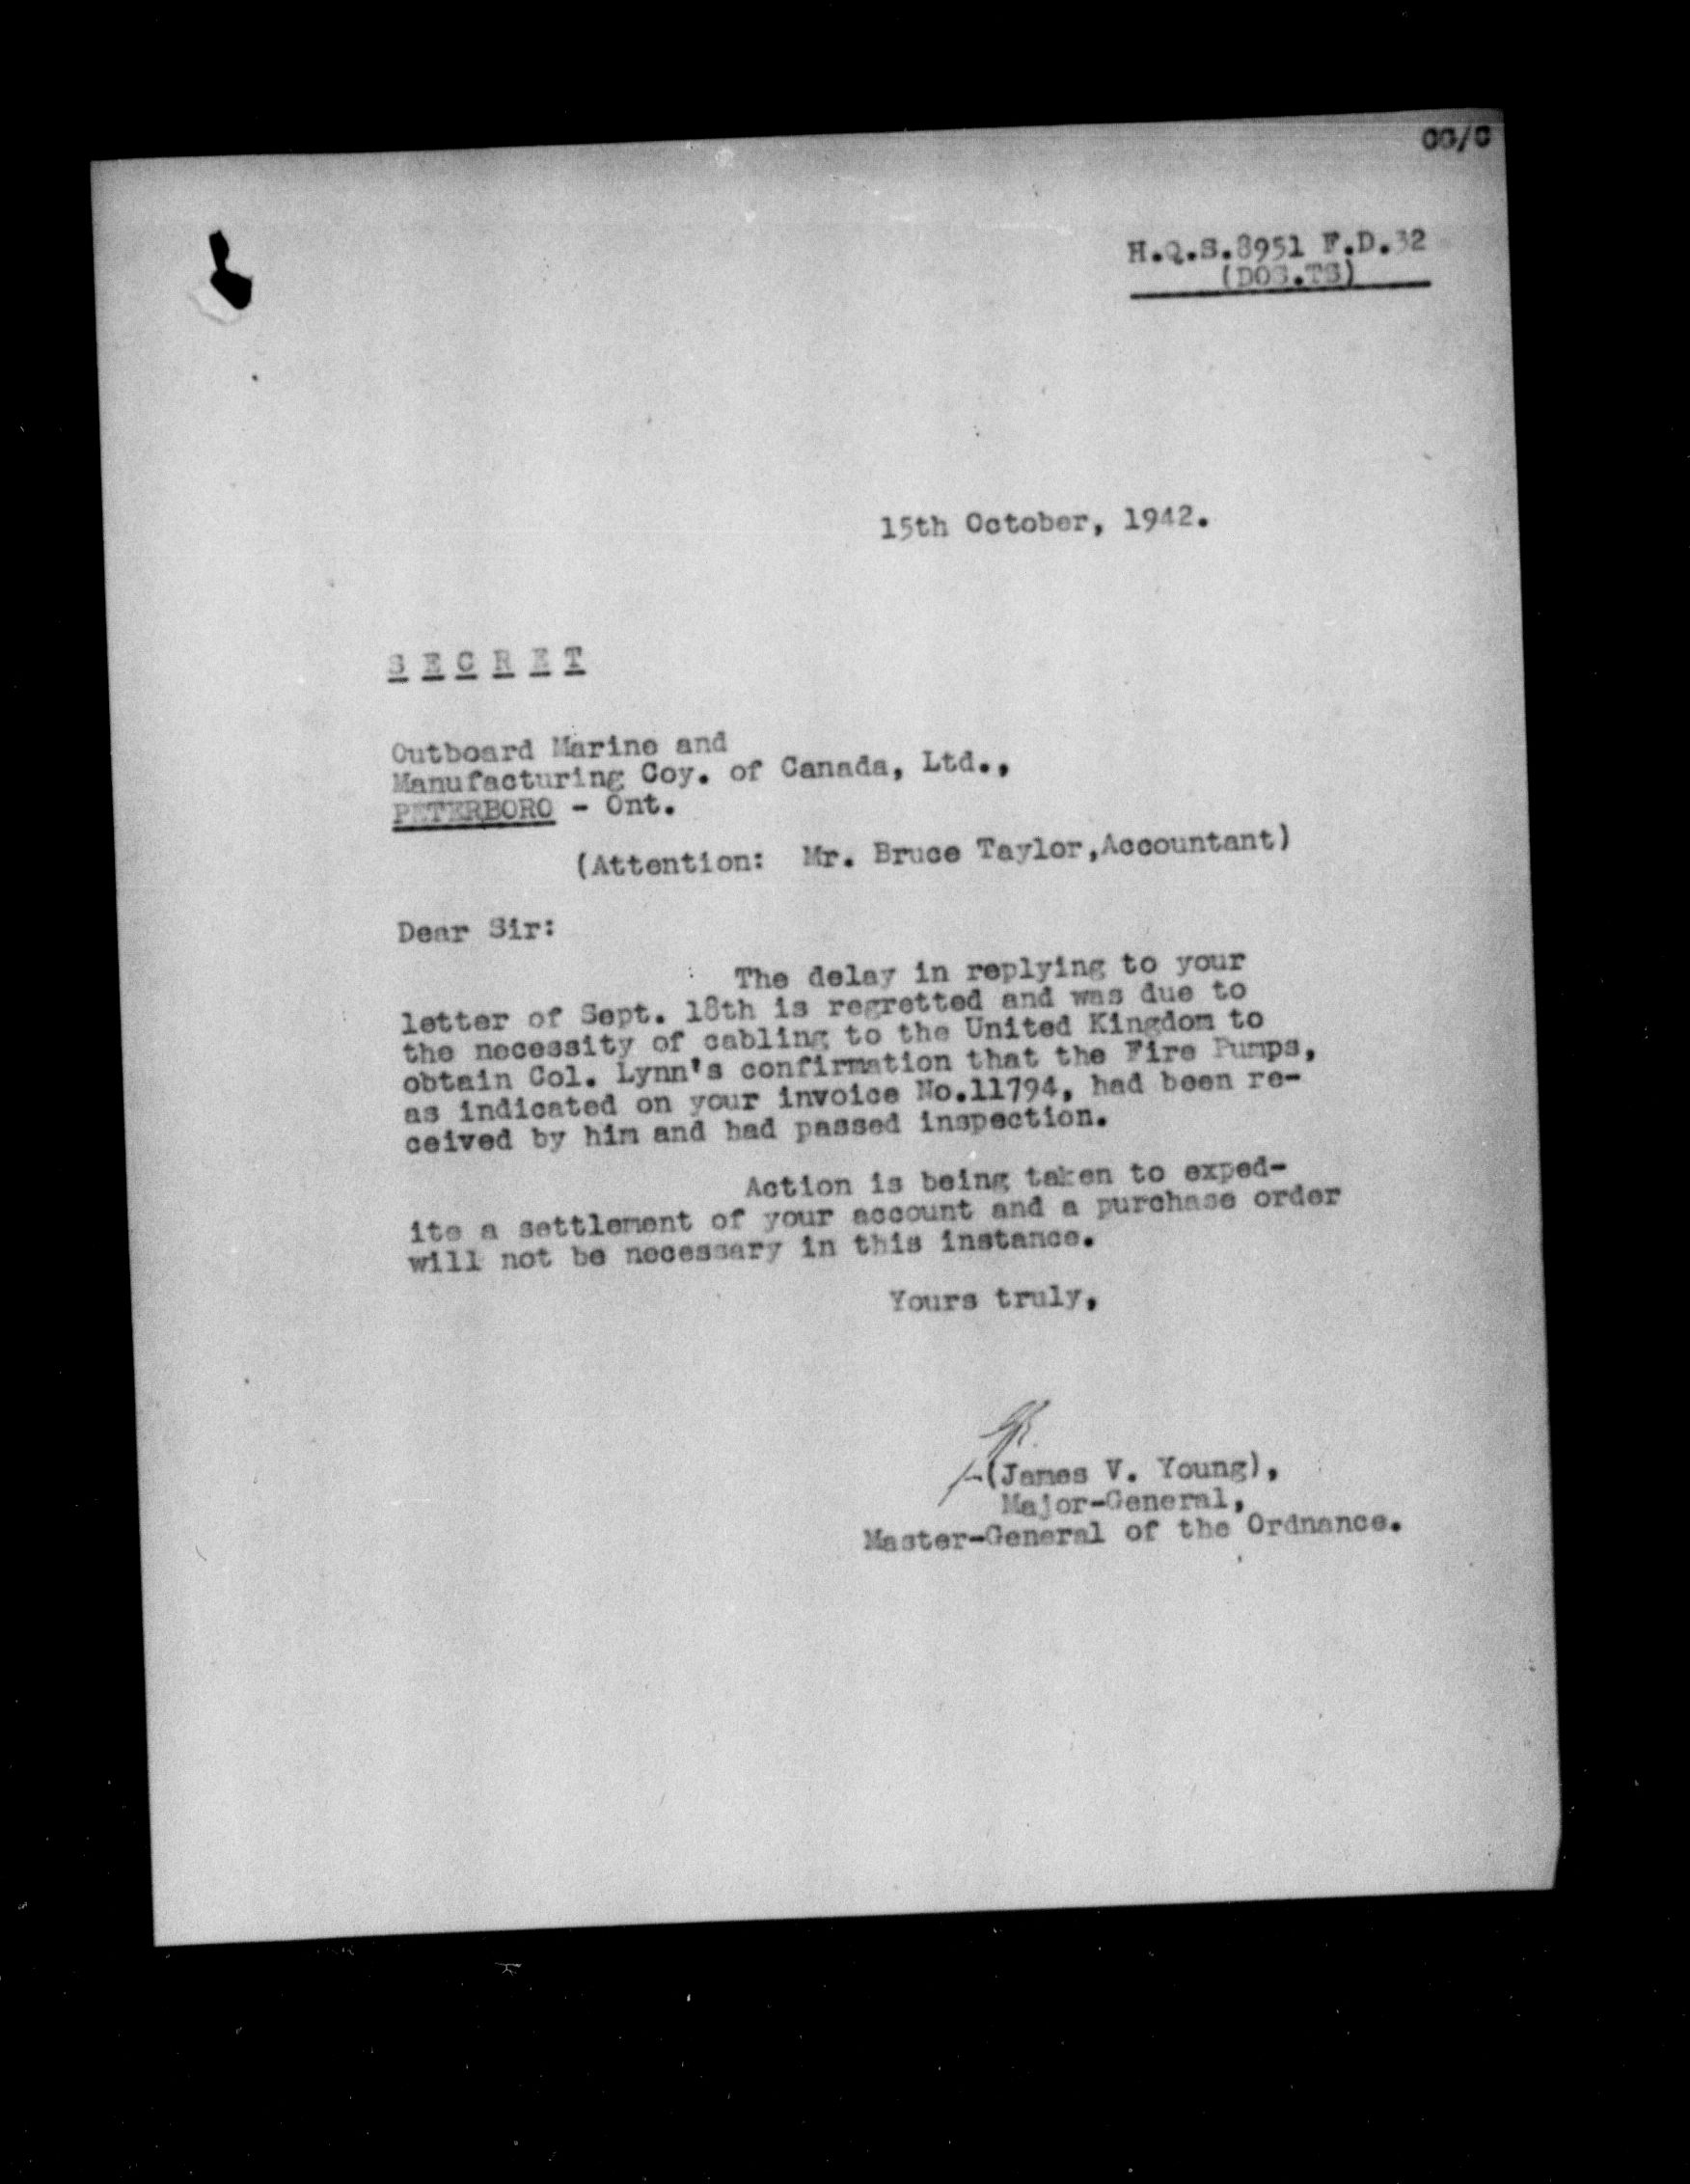 H.Q.S.8951 F.D.32
(DOS.TS)
15th October, 1942.
S E C R E T
Outboard Marine and
Manufacturing Coy. of Canada, Ltd.,
PETERBORO - Ont.
(Attention: Mr. Bruce Taylor,Accountant)
Dear Sir:
The delay in replying to your
letter of Sept. 18th is regretted and was due to
the necessity of cabling to the United Kingdom to
obtain Col. Lynn's confirmation that the Fire Pumps,
as indicated on your invoice No.11794, had been re-
ceived by him and had passed inspection.
Action is being taken to exped-
ite a settlement of your account and a purchase order
will not be necessary in this instance.
Yours truly,
(James V. Young),
Major-General,
Master-General of the Ordnance.